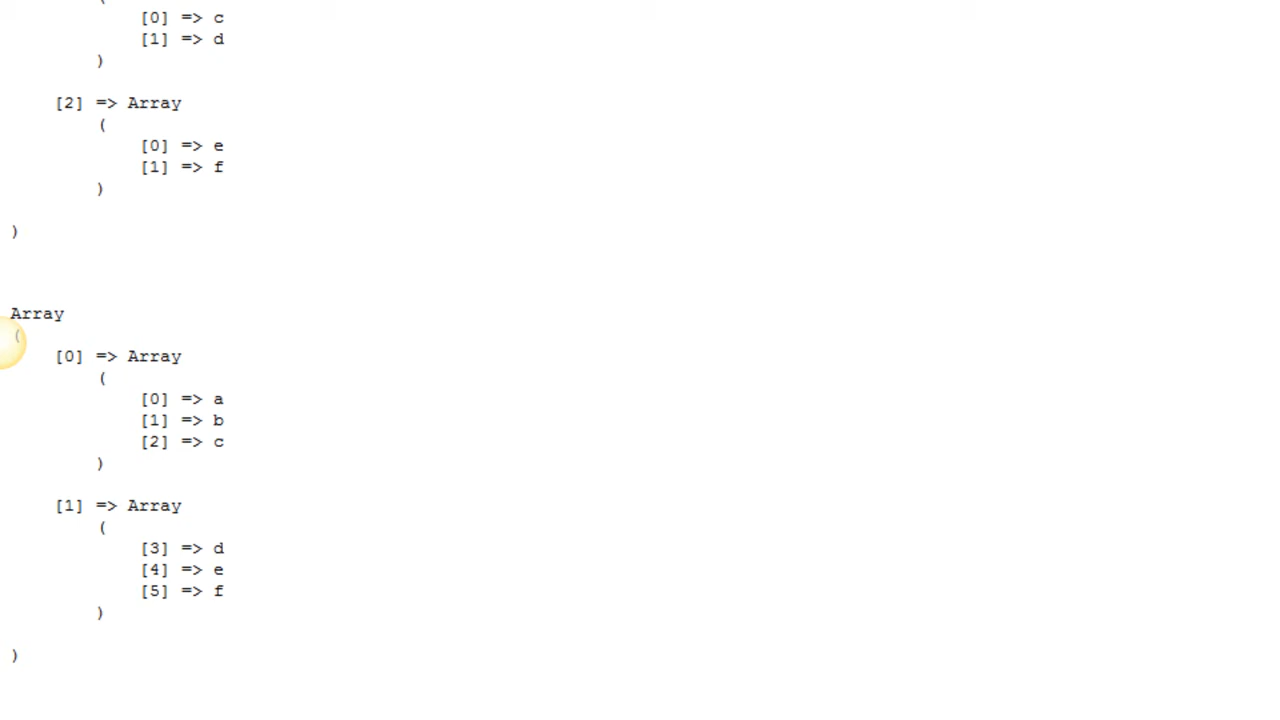 (
[0] => c
[1] => d
)
[2] => Array
(
[0] => e
[1] => f
)
)
Array
(
[0] => Array
(
[0] => a
[1] => b
[2] => c
)
[1] => Array
(
[3] => d
[4] => e
[5] => f
)
)